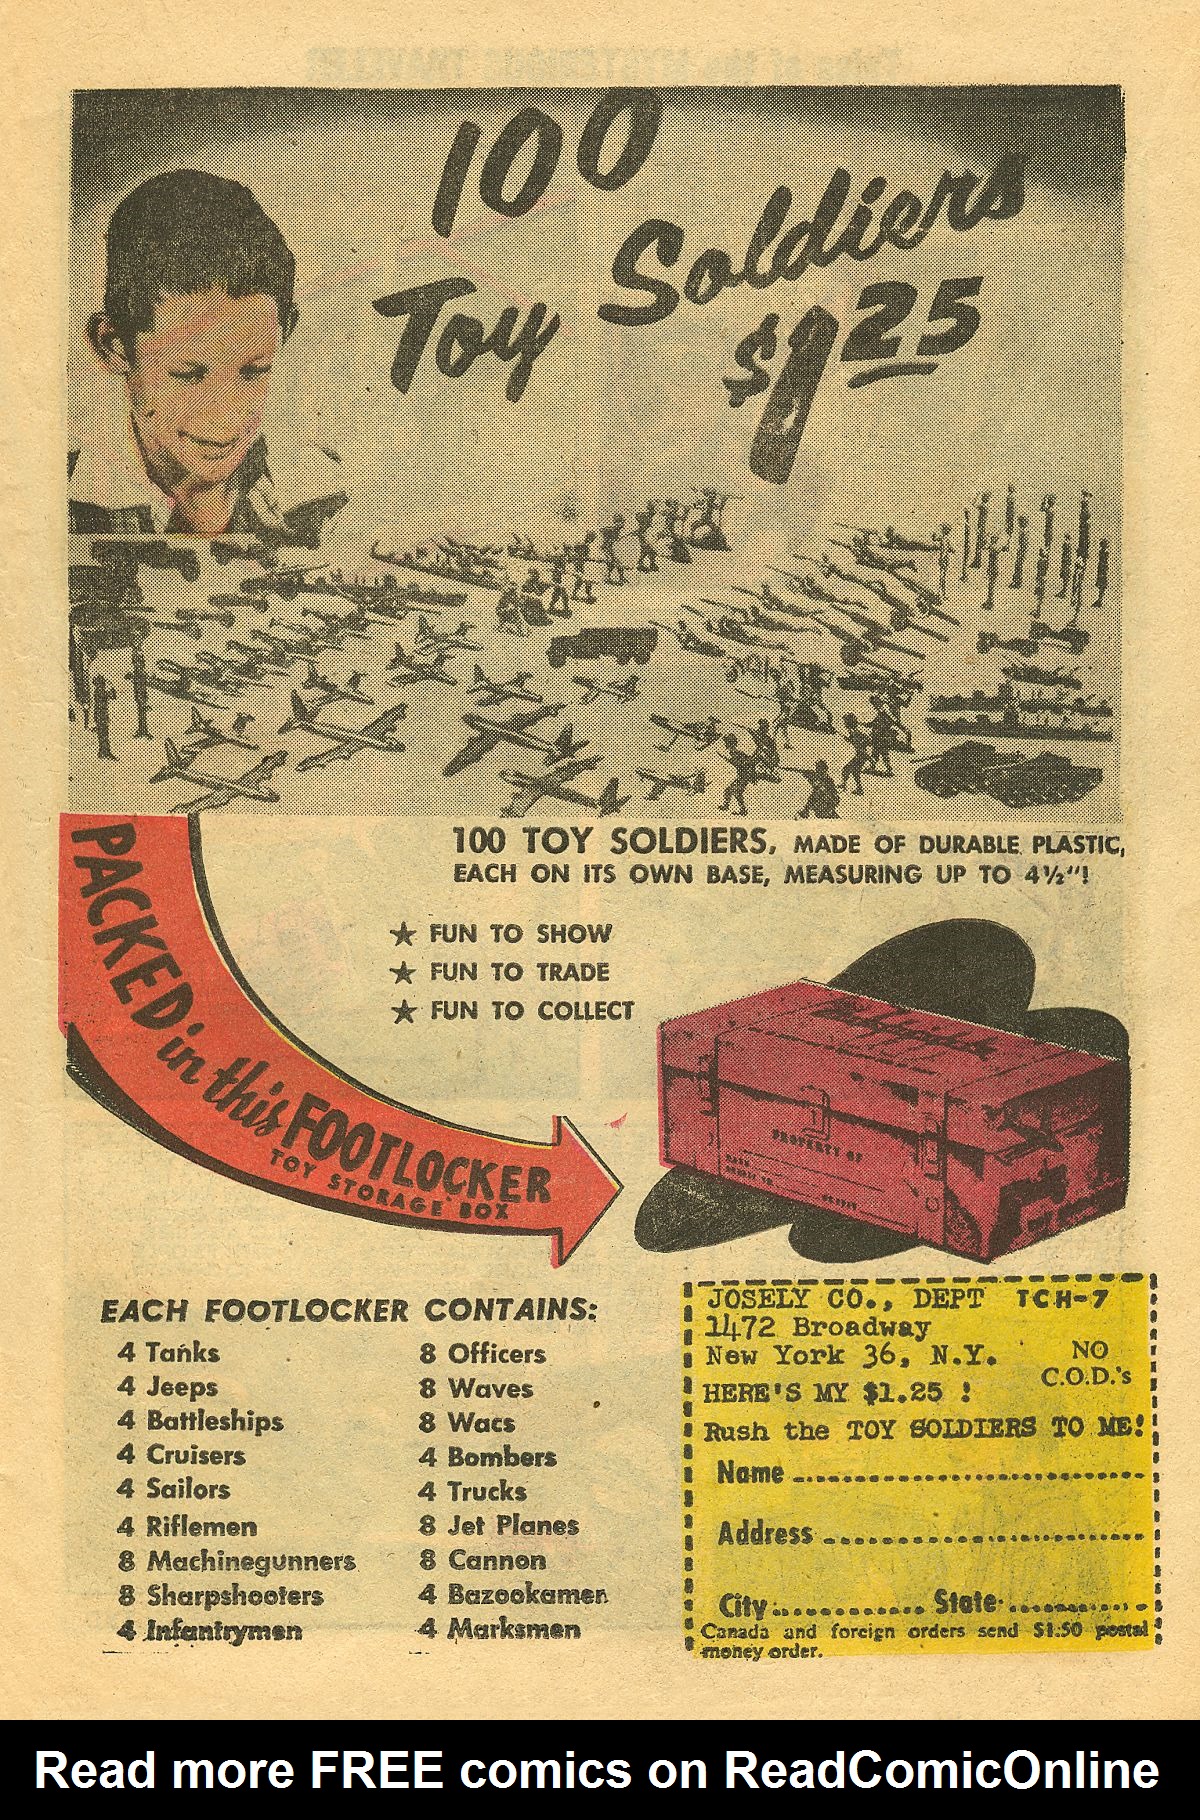 100
Toy Soldiers
$1.25
PACKED in this FOOTLOCKER
TOY STORAGE BOX
100 TOY SOLDIERS, MADE OF DURABLE PLASTIC,
EACH ON ITS OWN BASE, MEASURING UP TO 4½"!
★ FUN TO SHOW
★ FUN TO TRADE
★ FUN TO COLLECT
PROPERTY OF
EACH FOOTLOCKER CONTAINS:
4 Tanks
4 Jeeps
4 Battleships
4 Cruisers
4 Sailors
4 Riflemen
8 Machinegunners
8 Sharpshooters
4 Infantrymen
8 Officers
8 Waves
8 Wacs
4 Bombers
4 Trucks
8 Jet Planes
8 Cannon
4 Bazookamen
4 Marksmen
JOSELY CO., DEPT TCH-7
1472 Broadway
New York 36, N.Y.
NO
C.O.D.'s
HERE'S MY $1.25 !
Rush the TOY SOLDIERS TO ME!
Name
Address
City State
Canada and foreign orders send $1.50 postal
money order.
Read more FREE comics on ReadComicOnline